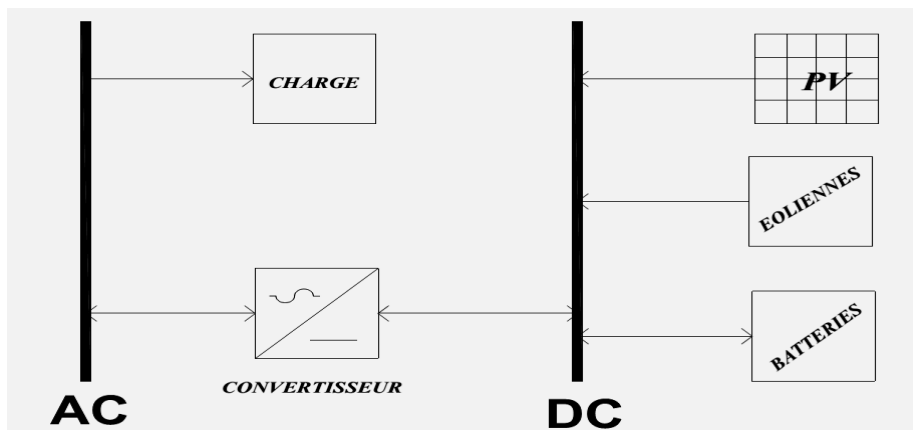 CHARGE
PV
EOLIENNES
BATTERIES
CONVERTISSEUR
AC
DC